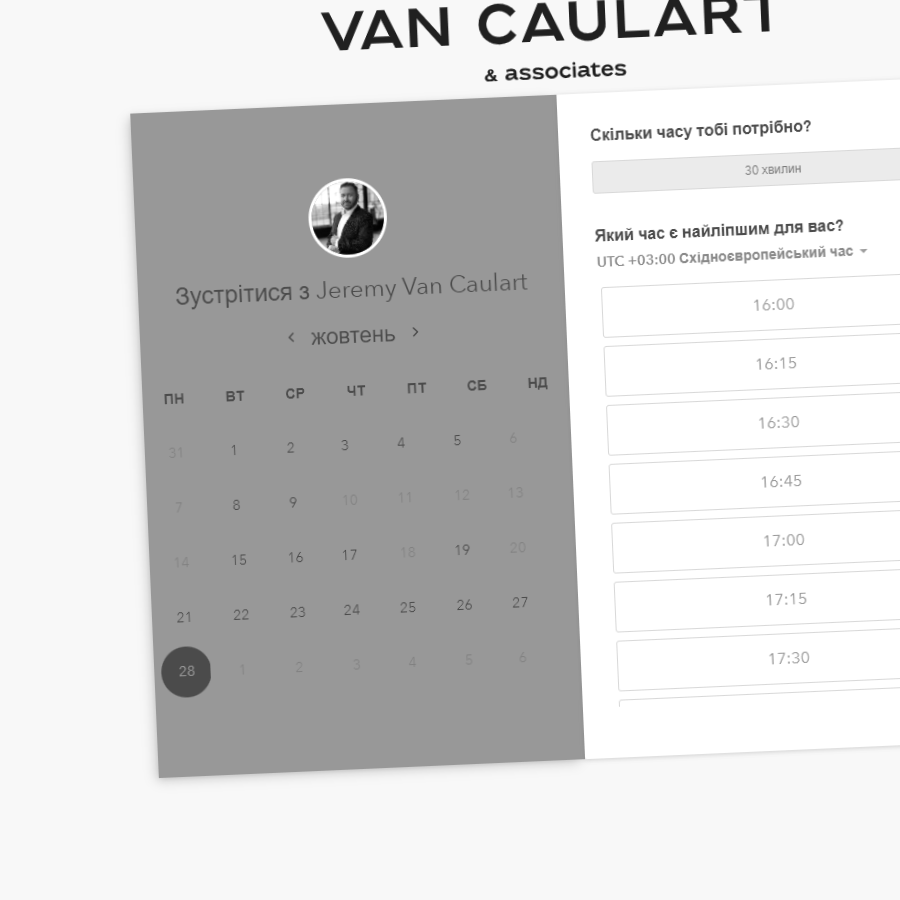 VAN CAULART
& associates
Зустрітися з Jeremy Van Caulart
жовтень
ПН ВТ СР ЧТ ПТ СБ НД
31 1 2 3 4 5 6
7 8 9 10 11 12 13
14 15 16 17 18 19 20
21 22 23 24 25 26 27
28 1 2 3 4 5 6
Скільки часу тобі потрібно?
30 хвилин
Який час є найліпшим для вас?
UTC +03:00 Східноєвропейський час
16:00
16:15
16:30
16:45
17:00
17:15
17:30